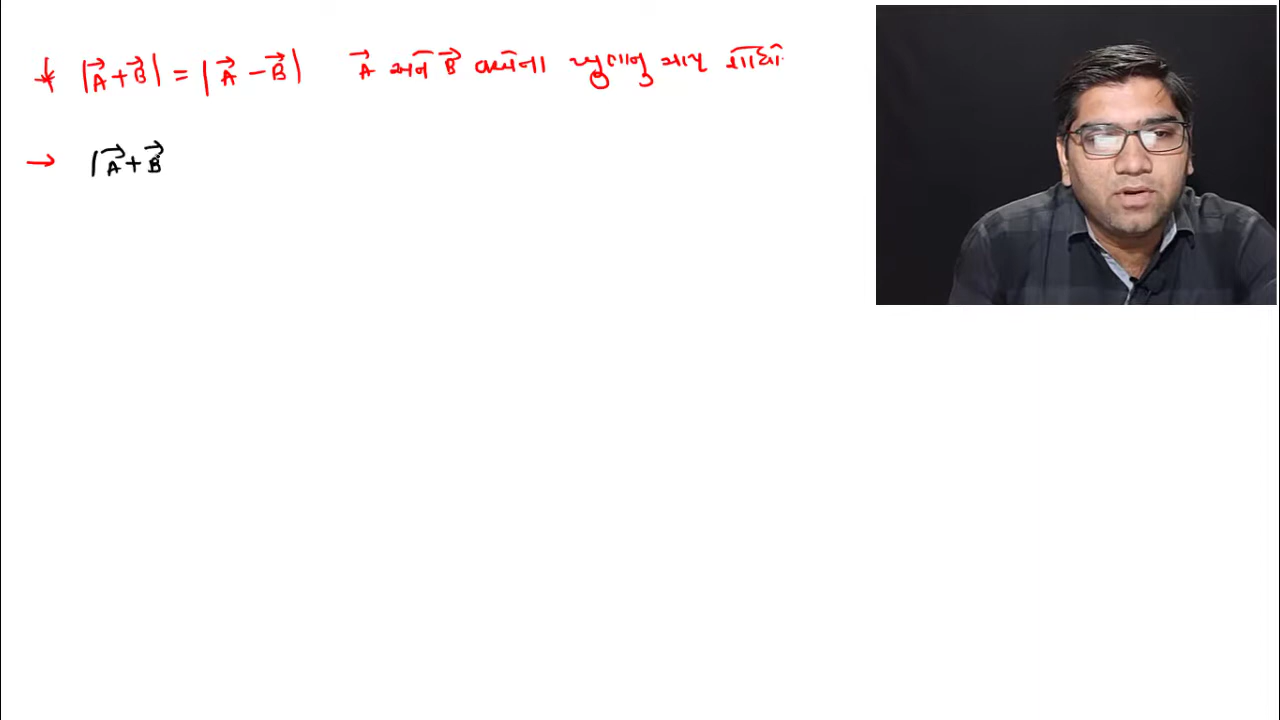 * |A⃗+B⃗| = |A⃗−B⃗| A⃗ અને B⃗ વચ્ચેના ખુણાનુ માપ શોધો.
→ |A⃗+B⃗